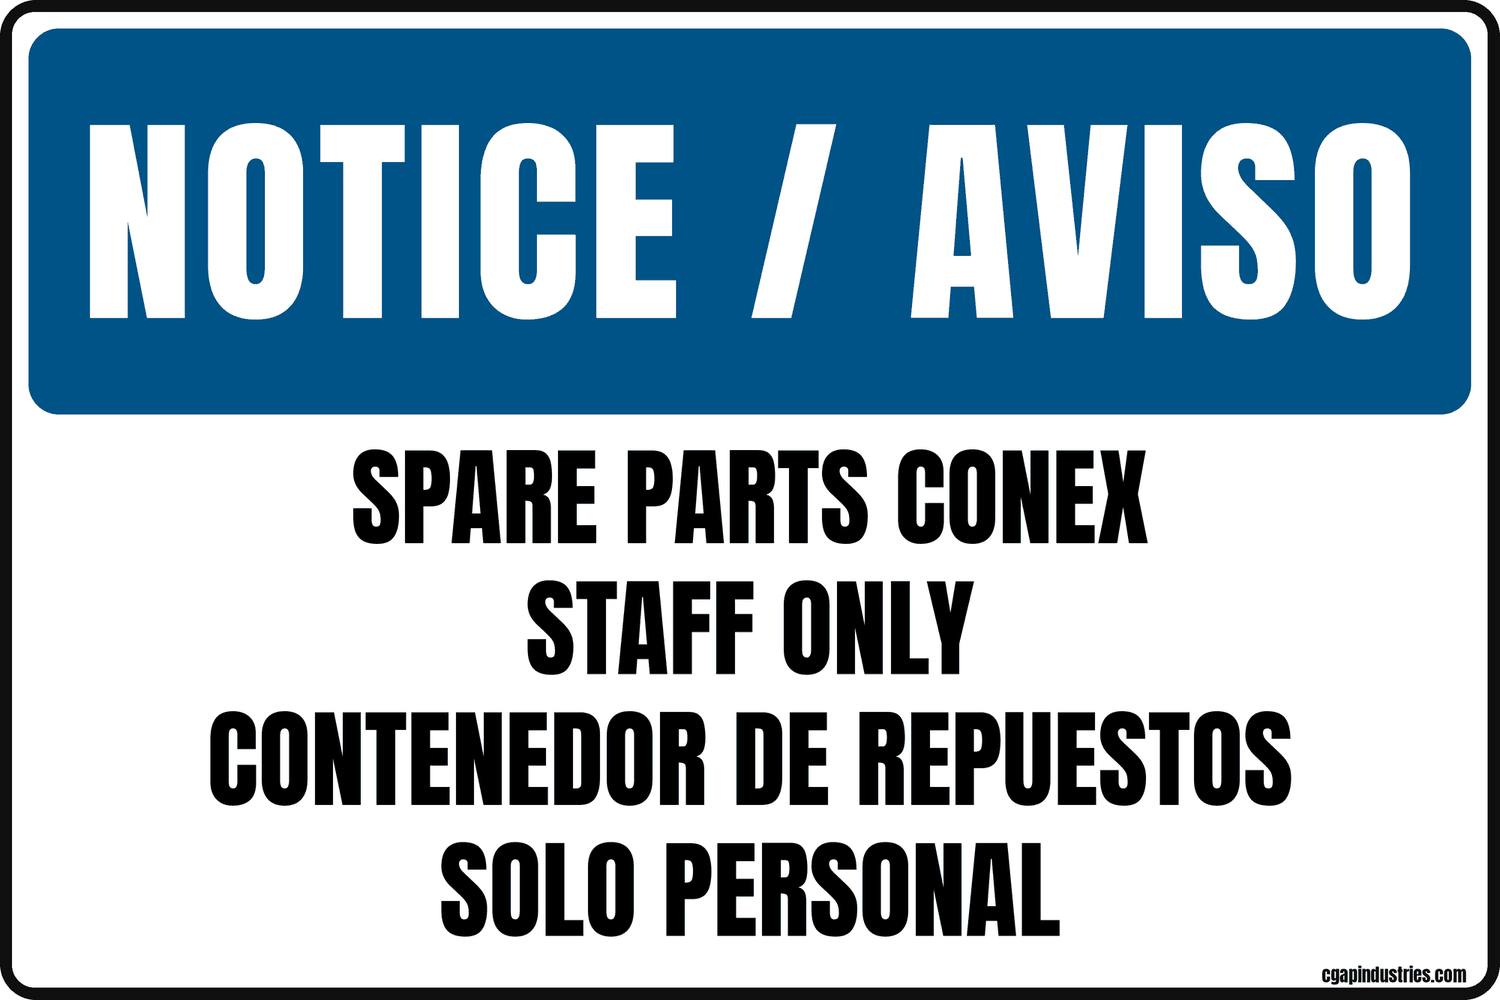 NOTICE / AVISO
SPARE PARTS CONEX
STAFF ONLY
CONTENEDOR DE REPUESTOS
SOLO PERSONAL
cgapindustries.com